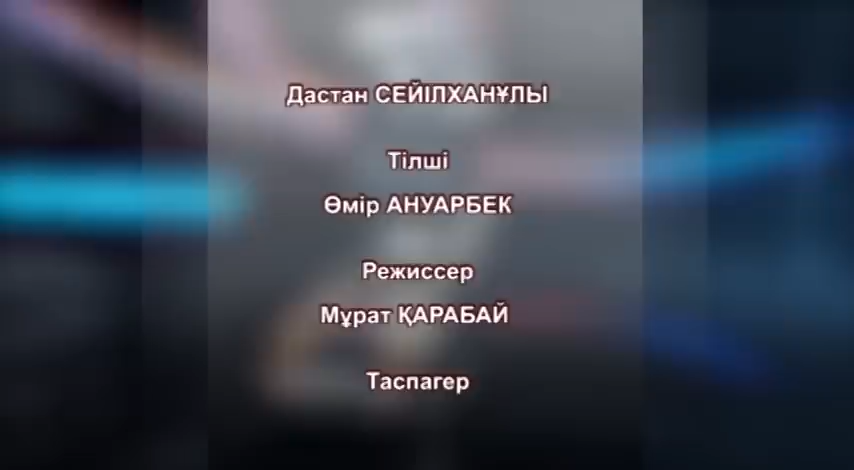 Дастан СЕЙІЛХАНҰЛЫ
Тілші
Өмір АНУАРБЕК
Режиссер
Мұрат ҚАРАБАЙ
Таспагер